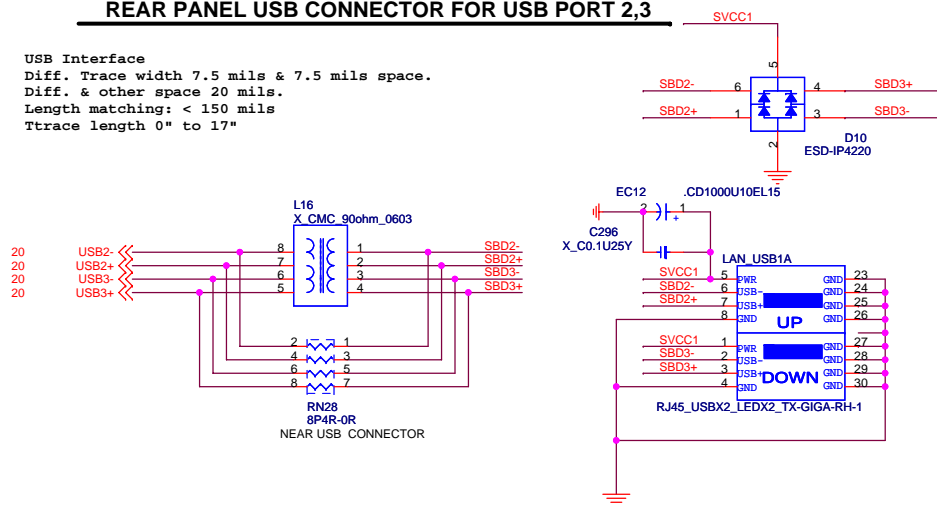 REAR PANEL USB CONNECTOR FOR USB PORT 2,3
USB Interface
Diff. Trace width 7.5 mils & 7.5 mils space.
Diff. & other space 20 mils.
Length matching: < 150 mils
Ttrace length 0" to 17"
SVCC1
5
SBD2- 6 4 SBD3+
SBD2+ 1 3 SBD3-
2
D10
ESD-IP4220
L16
X_CMC_90ohm_0603
20 USB2- 8 1 SBD2-
20 USB2+ 7 2 SBD2+
20 USB3- 6 3 SBD3-
20 USB3+ 5 4 SBD3+
2 1
4 3
6 5
8 7
RN28
8P4R-0R
NEAR USB CONNECTOR
EC12 .CD1000U10EL15
2 1
+
C296
X_C0.1U25Y
LAN_USB1A
SVCC1 5 PWR GND 23
SBD2- 6 USB- GND 24
SBD2+ 7 USB+ GND 25
8 GND GND 26
UP
SVCC1 1 PWR GND 27
SBD3- 2 USB- GND 28
SBD3+ 3 USB+ GND 29
4 GND GND 30
DOWN
RJ45_USBX2_LEDX2_TX-GIGA-RH-1